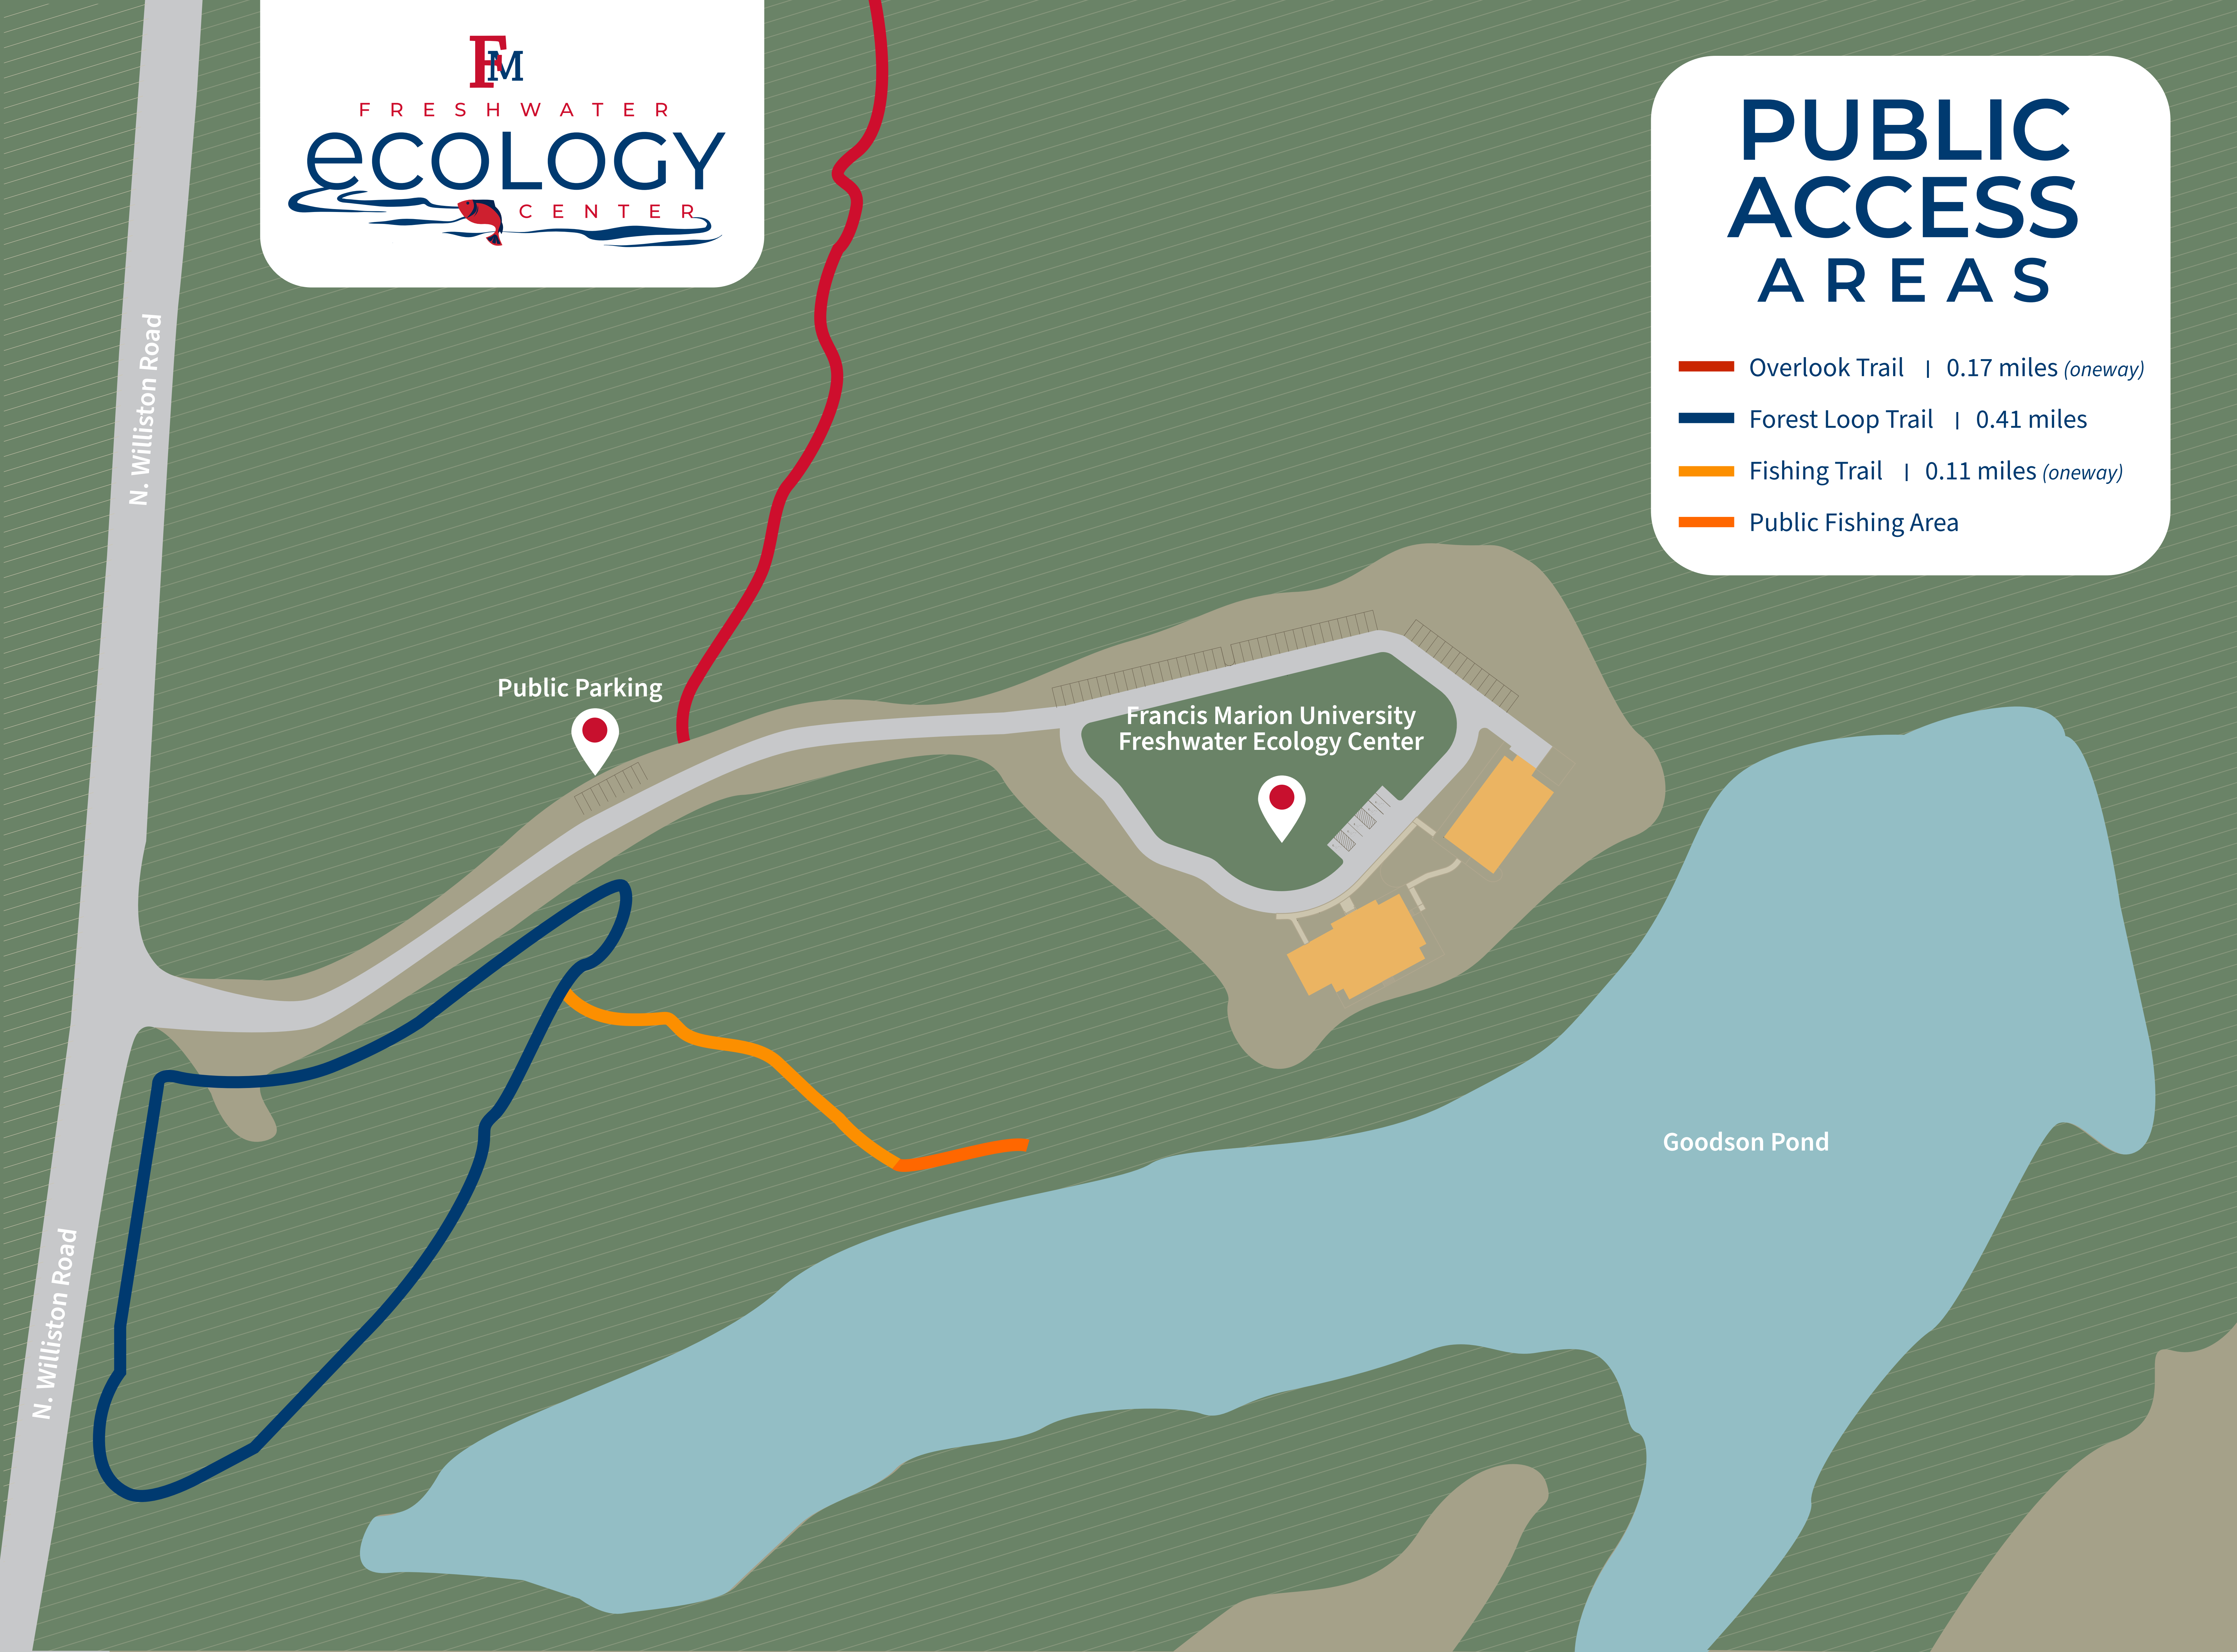 FM
FRESHWATER
ecoLOGY
CENTER
PUBLIC
ACCESS
AREAS
Overlook Trail | 0.17 miles (oneway)
Forest Loop Trail | 0.41 miles
Fishing Trail | 0.11 miles (oneway)
Public Fishing Area
N. Williston Road
Public Parking
Francis Marion University
Freshwater Ecology Center
Goodson Pond
N. Williston Road